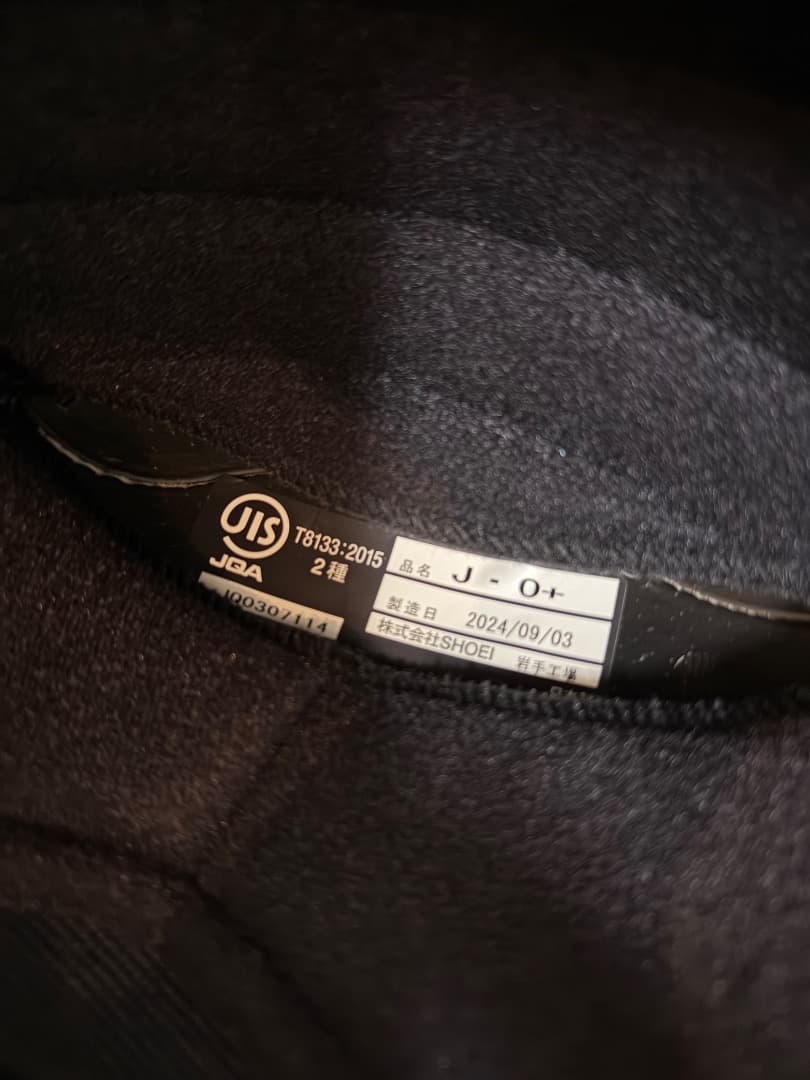 JIS
T8133:2015
2種
JQA
JQ0307114
品名 J - O+
製造日 2024/09/03
株式会社SHOEI 岩手工場